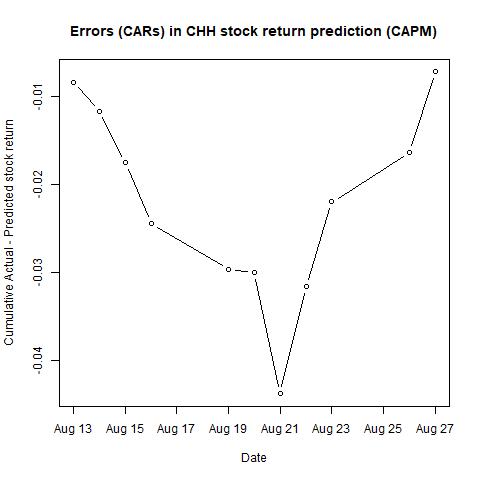 Errors (CARs) in CHH stock return prediction (CAPM)
Cumulative Actual - Predicted stock return
-0.01
-0.02
-0.03
-0.04
Aug 13 Aug 15 Aug 17 Aug 19 Aug 21 Aug 23 Aug 25 Aug 27
Date